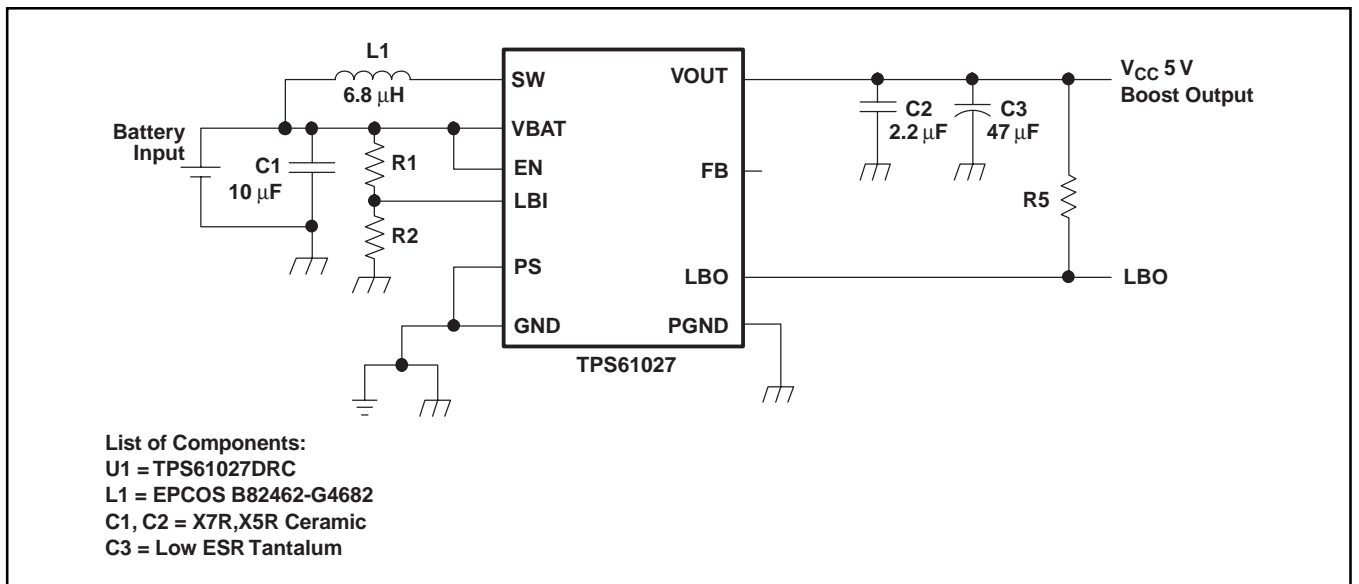 L1
6.8 μH
SW
VOUT
VCC 5 V
Boost Output
Battery
Input
VBAT
C1
10 μF
R1
EN
LBI
R2
C2
2.2 μF
C3
47 μF
FB
R5
PS
LBO
LBO
GND
PGND
TPS61027
List of Components:
U1 = TPS61027DRC
L1 = EPCOS B82462-G4682
C1, C2 = X7R,X5R Ceramic
C3 = Low ESR Tantalum